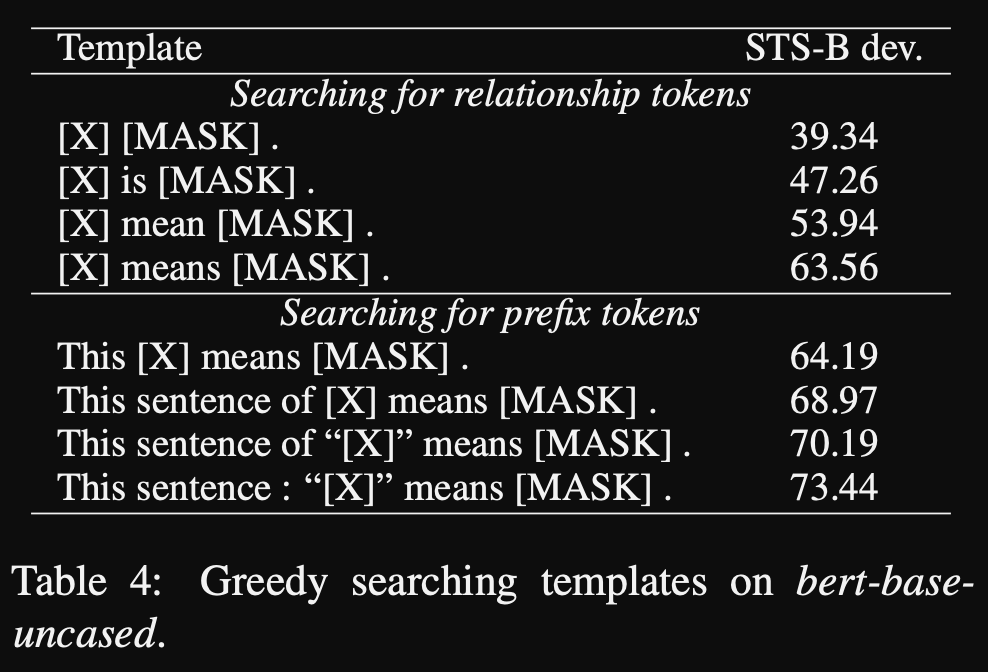 Template STS-B dev.
Searching for relationship tokens
[X] [MASK] . 39.34
[X] is [MASK] . 47.26
[X] mean [MASK] . 53.94
[X] means [MASK] . 63.56
Searching for prefix tokens
This [X] means [MASK] . 64.19
This sentence of [X] means [MASK] . 68.97
This sentence of “[X]” means [MASK] . 70.19
This sentence : “[X]” means [MASK] . 73.44
Table 4: Greedy searching templates on bert-base-
uncased.